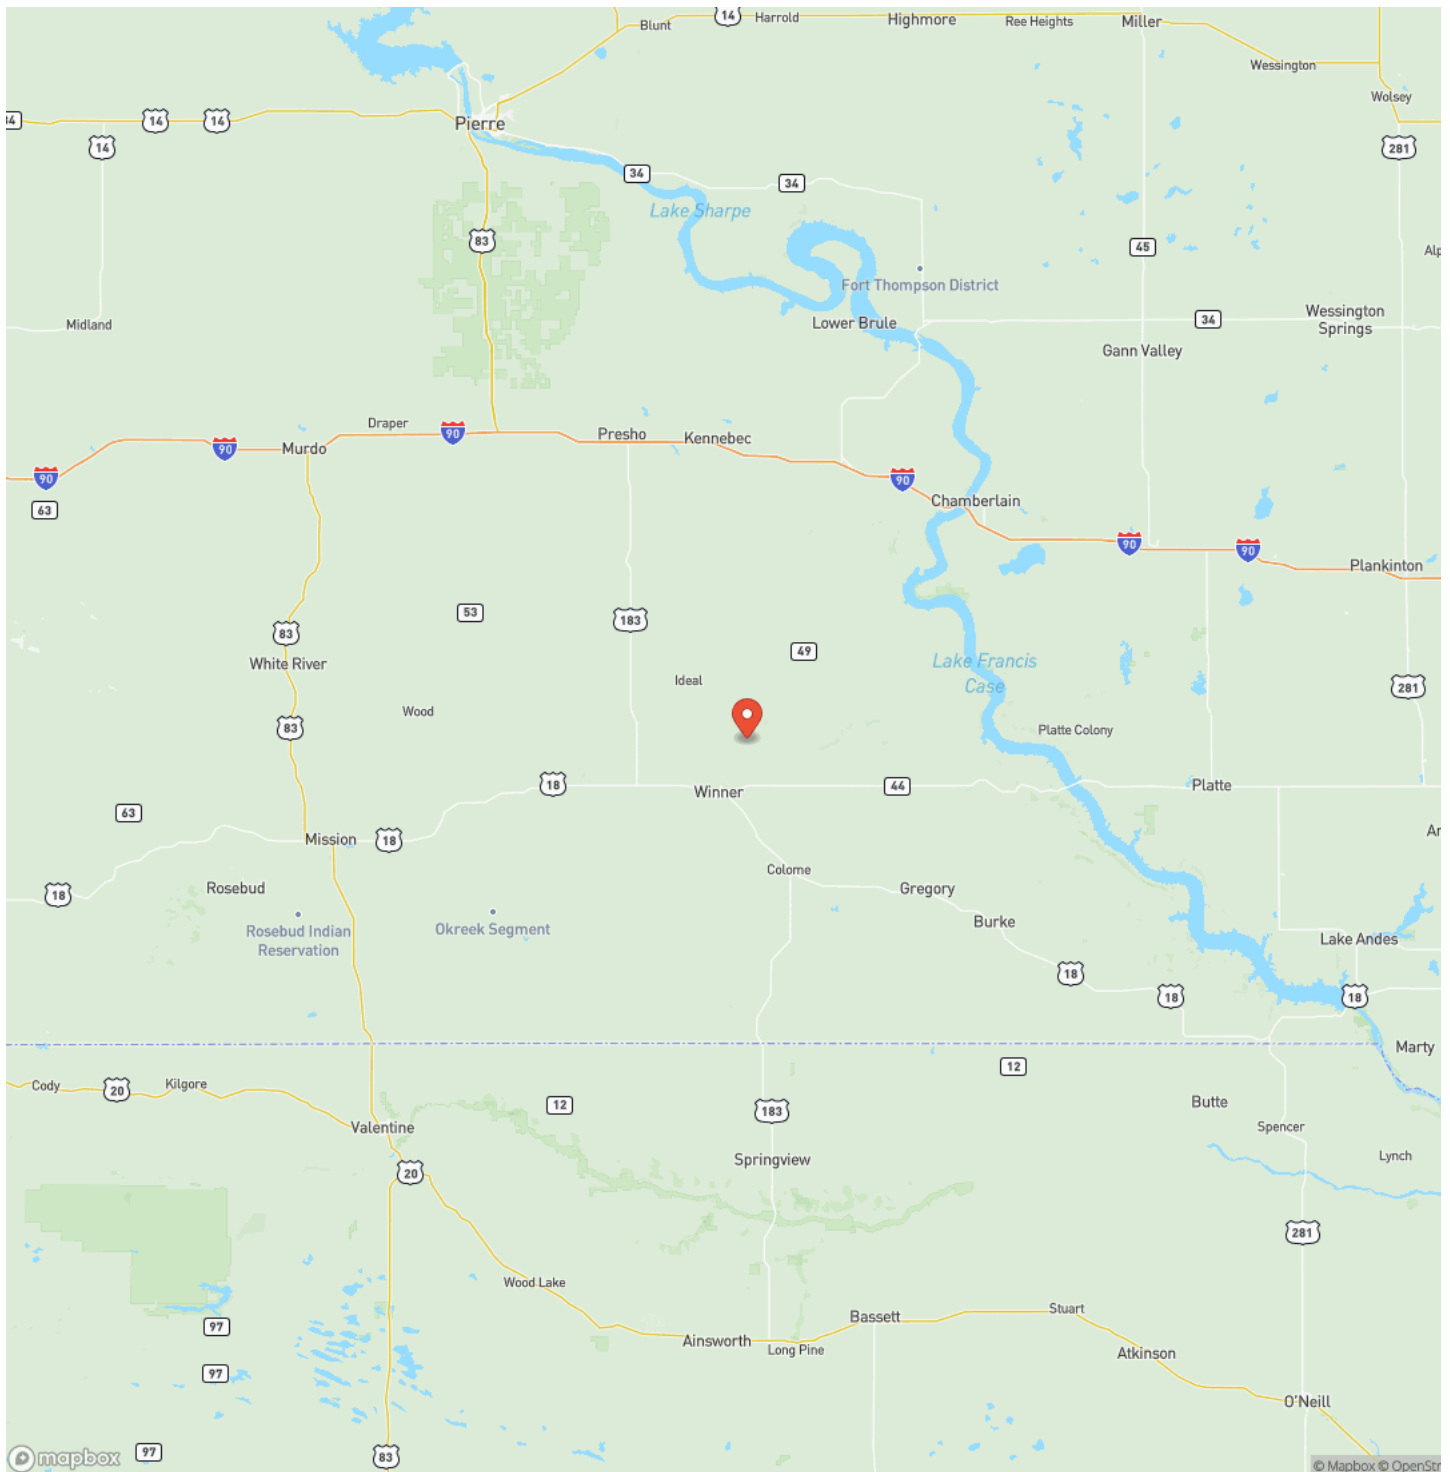 14
Harrold
Highmore
Ree Heights
Miller
Blunt
Wessington
Wolsey
14
14
14
Pierre
14
281
34
34
Lake Sharpe
83
45
Fort Thompson District
Midland
Lower Brule
34
Wessington
Springs
Gann Valley
Draper
90
Presho
Kennebec
90
Murdo
90
63
90
Chamberlain
90
90
Plankinton
53
183
83
White River
49
Lake Francis
Case
Ideal
281
Wood
83
Platte Colony
18
Winner
44
Platte
63
Mission
18
Colome
18
Rosebud
Gregory
Rosebud Indian
Reservation
Okreek Segment
Burke
Lake Andes
18
18
18
Marty
12
Cody
20
Kilgore
12
183
Butte
Valentine
Spencer
Springview
Lynch
20
281
Wood Lake
97
Ainsworth
Long Pine
Bassett
Stuart
97
Atkinson
O'Neill
97
83
mapbox
© Mapbox © OpenStr